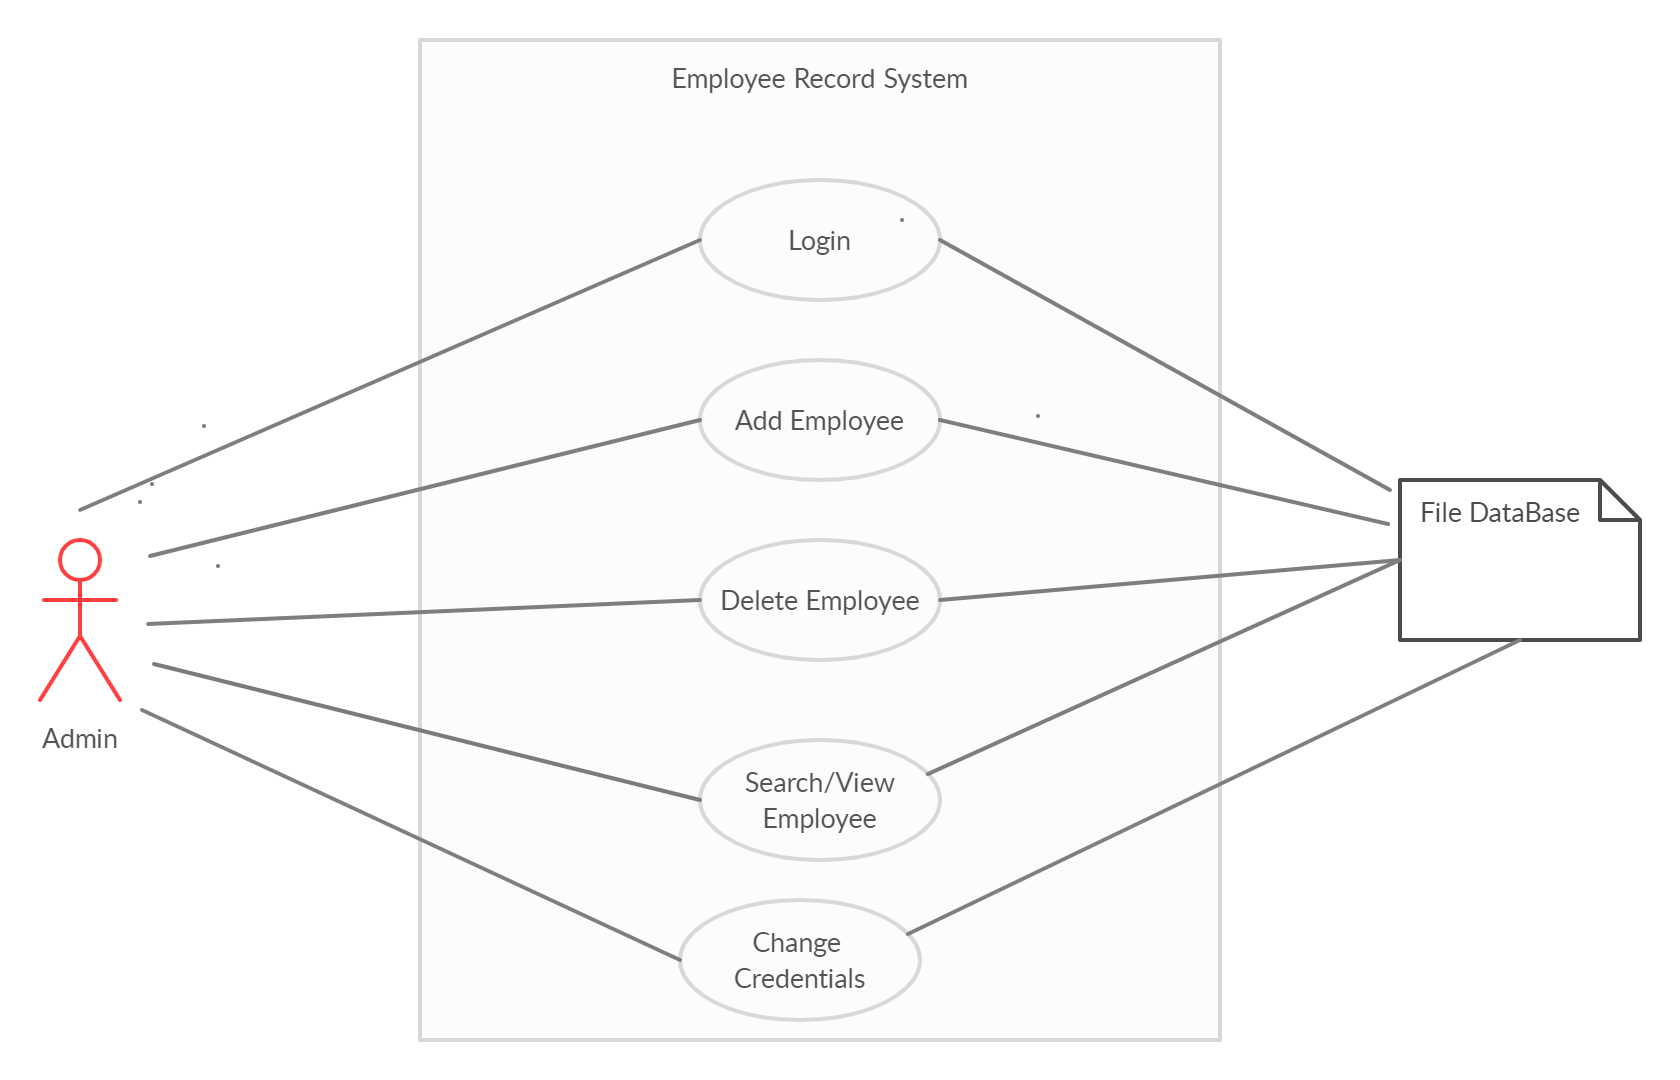 Employee Record System
Login
Add Employee
File DataBase
Delete Employee
Admin
Search/View
Employee
Change
Credentials